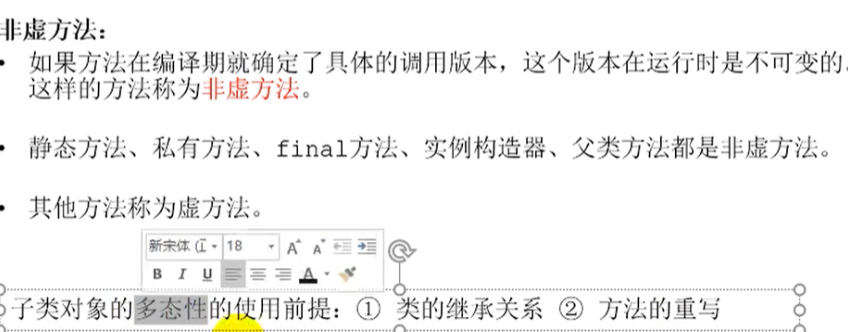 非虚方法：
• 如果方法在编译期就确定了具体的调用版本，这个版本在运行时是不可变的。
这样的方法称为非虚方法。
• 静态方法、私有方法、final方法、实例构造器、父类方法都是非虚方法。
• 其他方法称为虚方法。
新宋体 (工 18 A A
B I U A
子类对象的多态性的使用前提：① 类的继承关系 ② 方法的重写